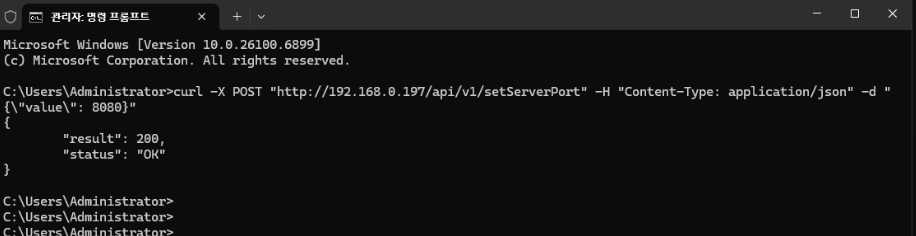 관리자: 명령 프롬프트
Microsoft Windows [Version 10.0.26100.6899]
(c) Microsoft Corporation. All rights reserved.
C:\Users\Administrator>curl -X POST "http://192.168.0.197/api/v1/setServerPort" -H "Content-Type: application/json" -d "
{\"value\": 8080}"
{
        "result": 200,
        "status": "OK"
}
C:\Users\Administrator>
C:\Users\Administrator>
C:\Users\Administrator>